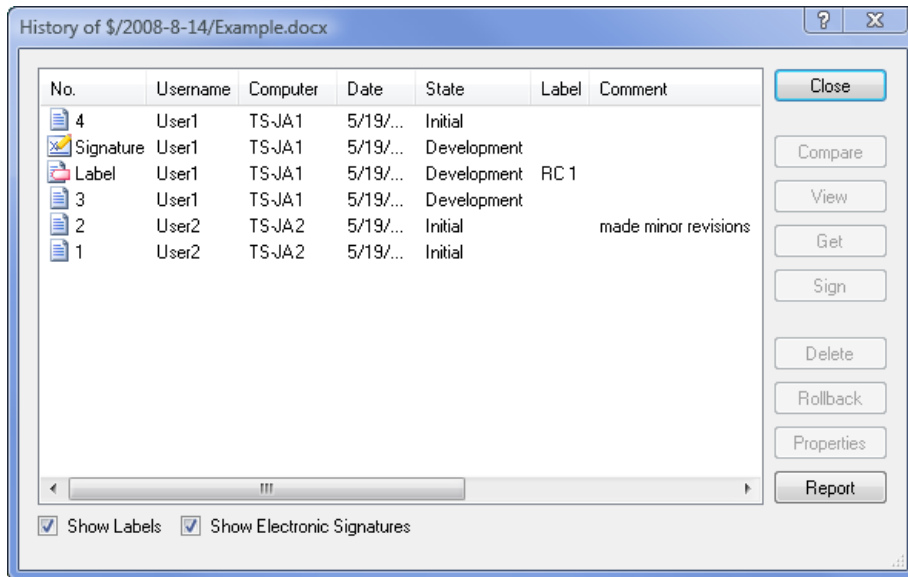 History of $/2008-8-14/Example.docx
No. Username Computer Date State Label Comment
4 User1 TS-JA1 5/19/... Initial
Signature User1 TS-JA1 5/19/... Development
Label User1 TS-JA1 5/19/... Development RC 1
3 User1 TS-JA1 5/19/... Development
2 User2 TS-JA2 5/19/... Initial made minor revisions
1 User2 TS-JA2 5/19/... Initial
Close
Compare
View
Get
Sign
Delete
Rollback
Properties
Report
Show Labels Show Electronic Signatures